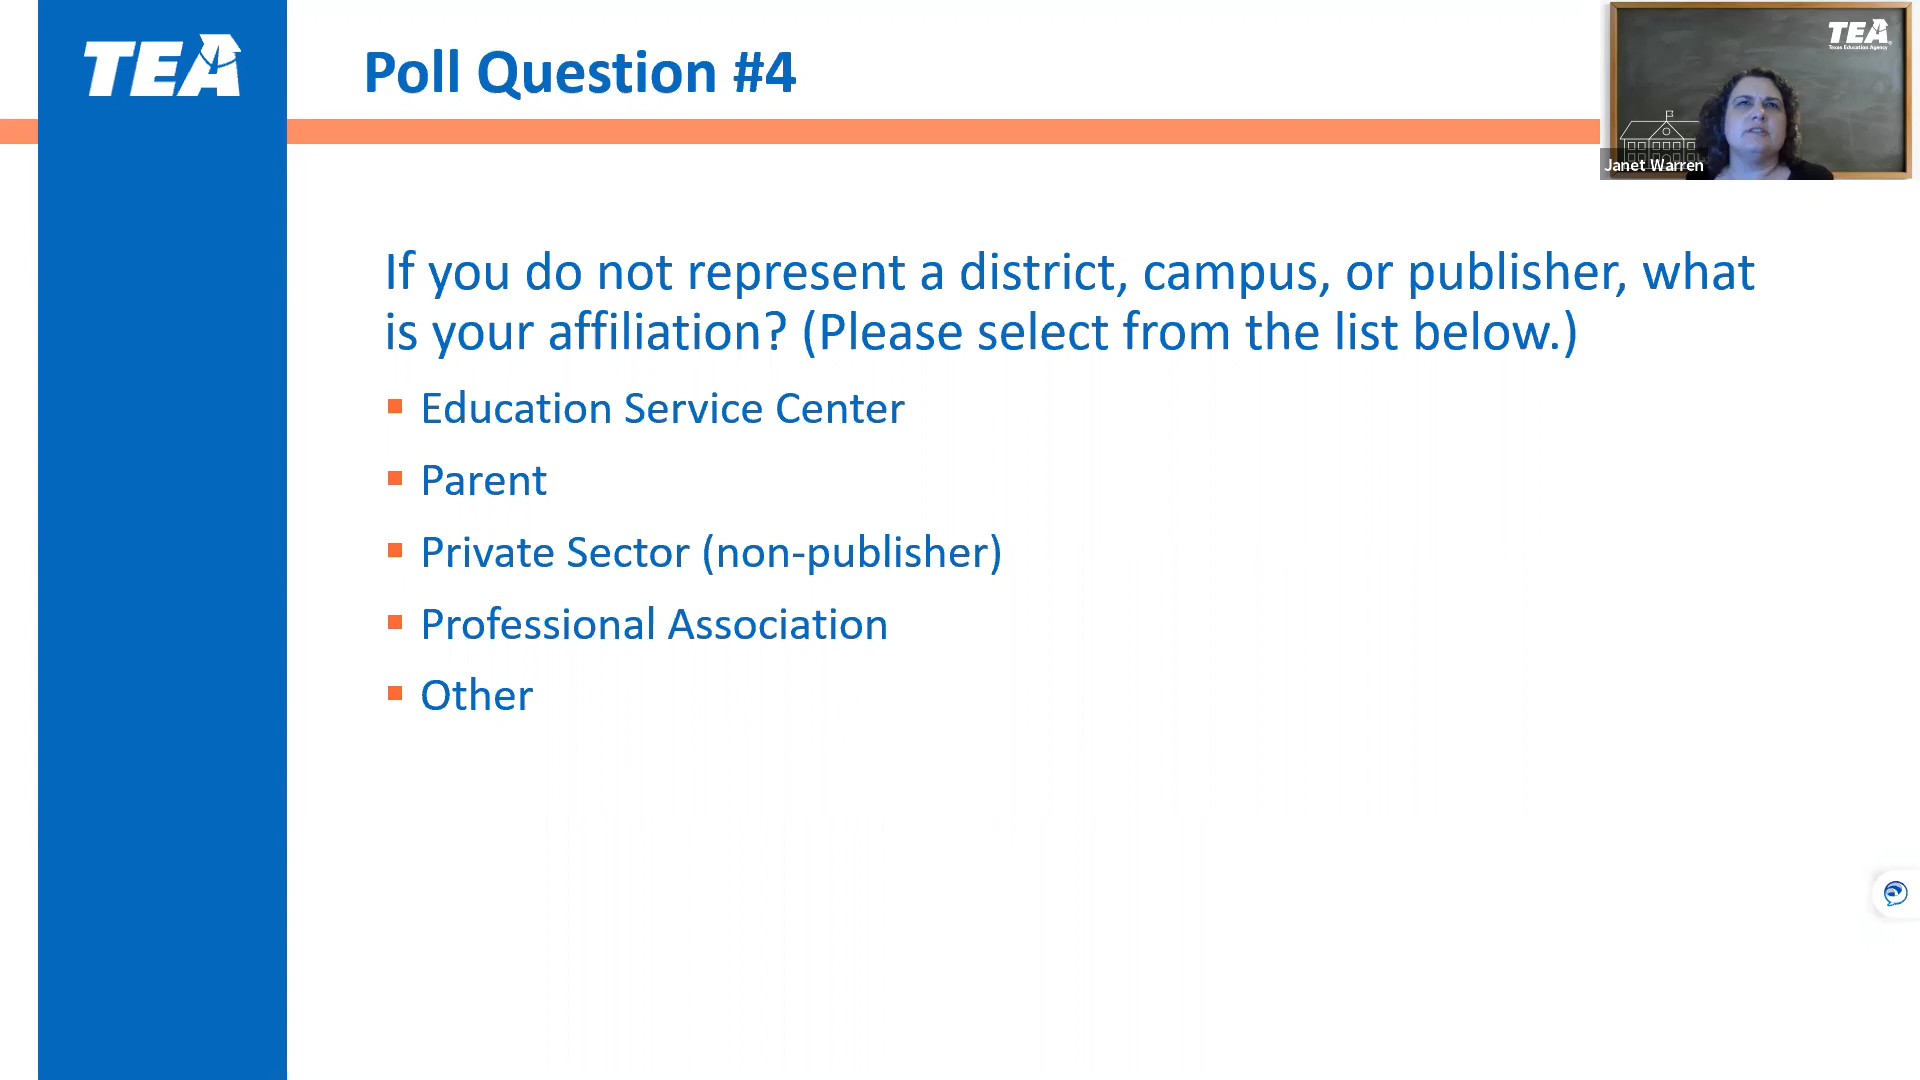 TEA
Poll Question #4
TEA
Texas Education Agency
Janet Warren
If you do not represent a district, campus, or publisher, what
is your affiliation? (Please select from the list below.)
Education Service Center
Parent
Private Sector (non-publisher)
Professional Association
Other